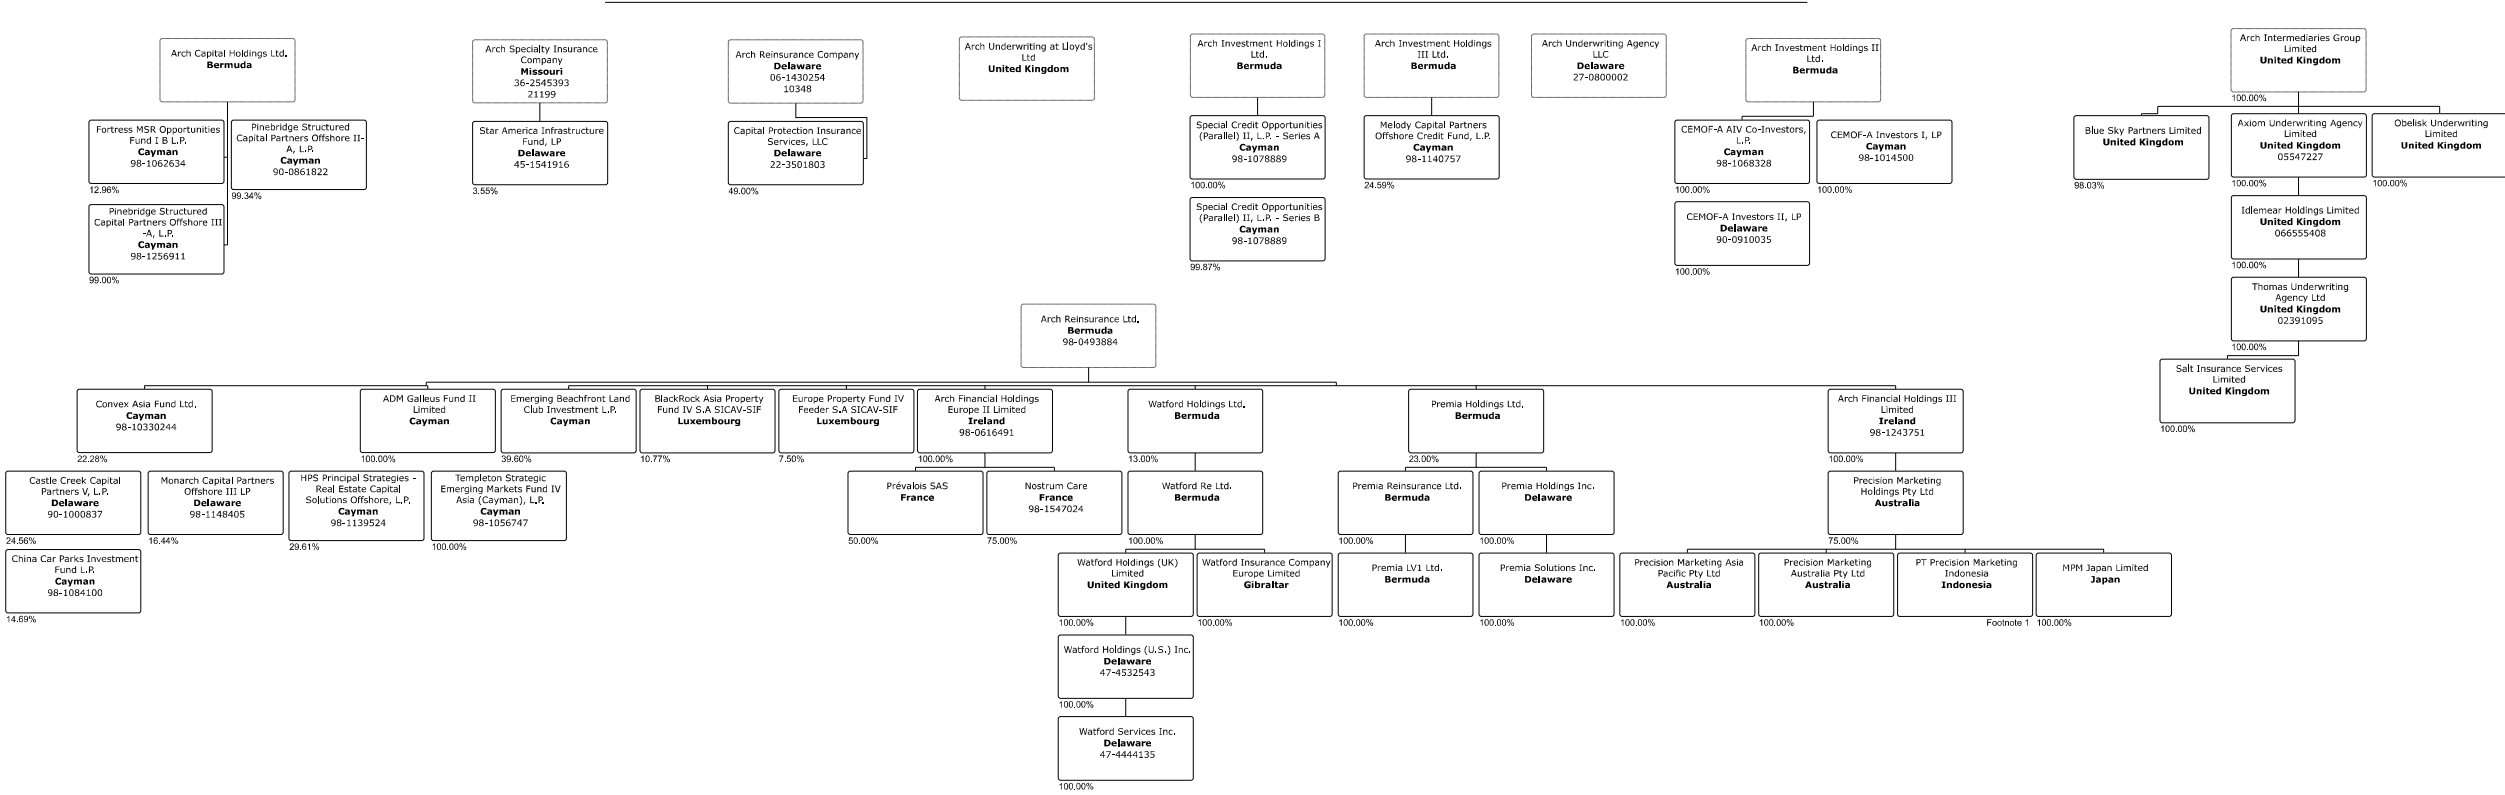 Arch Capital Holdings Ltd.
Bermuda
Arch Specialty Insurance
Company
Missouri
36-2545393
21199
Arch Reinsurance Company
Delaware
06-1430254
10348
Arch Underwriting at Lloyd's
Ltd
United Kingdom
Arch Investment Holdings I
Ltd.
Bermuda
Arch Investment Holdings
III Ltd.
Bermuda
Arch Underwriting Agency
LLC
Delaware
27-0800002
Arch Investment Holdings II
Ltd.
Bermuda
Arch Intermediaries Group
Limited
United Kingdom
100.00%
Fortress MSR Opportunities
Fund I B L.P.
Cayman
98-1062634
12.96%
Pinebridge Structured
Capital Partners Offshore II-
A, L.P.
Cayman
90-0861822
99.34%
Star America Infrastructure
Fund, LP
Delaware
45-1541916
3.55%
Capital Protection Insurance
Services, LLC
Delaware
22-3501803
49.00%
Special Credit Opportunities
(Parallel) II, L.P. - Series A
Cayman
98-1078889
100.00%
Melody Capital Partners
Offshore Credit Fund, L.P.
Cayman
98-1140757
24.59%
CEMOF-A AIV Co-Investors,
L.P.
Cayman
98-1068328
100.00%
CEMOF-A Investors I, LP
Cayman
98-1014500
100.00%
Blue Sky Partners Limited
United Kingdom
98.03%
Axiom Underwriting Agency
Limited
United Kingdom
05547227
100.00%
Obelisk Underwriting
Limited
United Kingdom
100.00%
Pinebridge Structured
Capital Partners Offshore III
-A, L.P.
Cayman
98-1256911
99.00%
Special Credit Opportunities
(Parallel) II, L.P. - Series B
Cayman
98-1078889
99.87%
CEMOF-A Investors II, LP
Delaware
90-0910035
100.00%
Idlemear Holdings Limited
United Kingdom
066555408
100.00%
Thomas Underwriting
Agency Ltd
United Kingdom
02391095
100.00%
Salt Insurance Services
Limited
United Kingdom
100.00%
Arch Reinsurance Ltd.
Bermuda
98-0493884
Convex Asia Fund Ltd.
Cayman
98-10330244
22.28%
ADM Galleus Fund II
Limited
Cayman
100.00%
Emerging Beachfront Land
Club Investment L.P.
Cayman
39.60%
BlackRock Asia Property
Fund IV S.A SICAV-SIF
Luxembourg
10.77%
Europe Property Fund IV
Feeder S.A SICAV-SIF
Luxembourg
7.50%
Arch Financial Holdings
Europe II Limited
Ireland
98-0616491
100.00%
Watford Holdings Ltd.
Bermuda
13.00%
Premia Holdings Ltd.
Bermuda
23.00%
Arch Financial Holdings III
Limited
Ireland
98-1243751
100.00%
Castle Creek Capital
Partners V, L.P.
Delaware
90-1000837
24.56%
Monarch Capital Partners
Offshore III LP
Delaware
98-1148405
16.44%
HPS Principal Strategies -
Real Estate Capital
Solutions Offshore, L.P.
Cayman
98-1139524
29.61%
Templeton Strategic
Emerging Markets Fund IV
Asia (Cayman), L.P.
Cayman
98-1056747
100.00%
Prévalois SAS
France
50.00%
Nostrum Care
France
98-1547024
75.00%
Watford Re Ltd.
Bermuda
100.00%
Premia Reinsurance Ltd.
Bermuda
100.00%
Premia Holdings Inc.
Delaware
100.00%
Precision Marketing
Holdings Pty Ltd
Australia
75.00%
China Car Parks Investment
Fund L.P.
Cayman
98-1084100
14.69%
Watford Holdings (UK)
Limited
United Kingdom
100.00%
Watford Insurance Company
Europe Limited
Gibraltar
100.00%
Premia LV1 Ltd.
Bermuda
100.00%
Premia Solutions Inc.
Delaware
100.00%
Precision Marketing Asia
Pacific Pty Ltd
Australia
100.00%
Precision Marketing
Australia Pty Ltd
Australia
100.00%
PT Precision Marketing
Indonesia
Indonesia
Footnote 1
MPM Japan Limited
Japan
100.00%
Watford Holdings (U.S.) Inc.
Delaware
47-4532543
100.00%
Watford Services Inc.
Delaware
47-4444135
100.00%